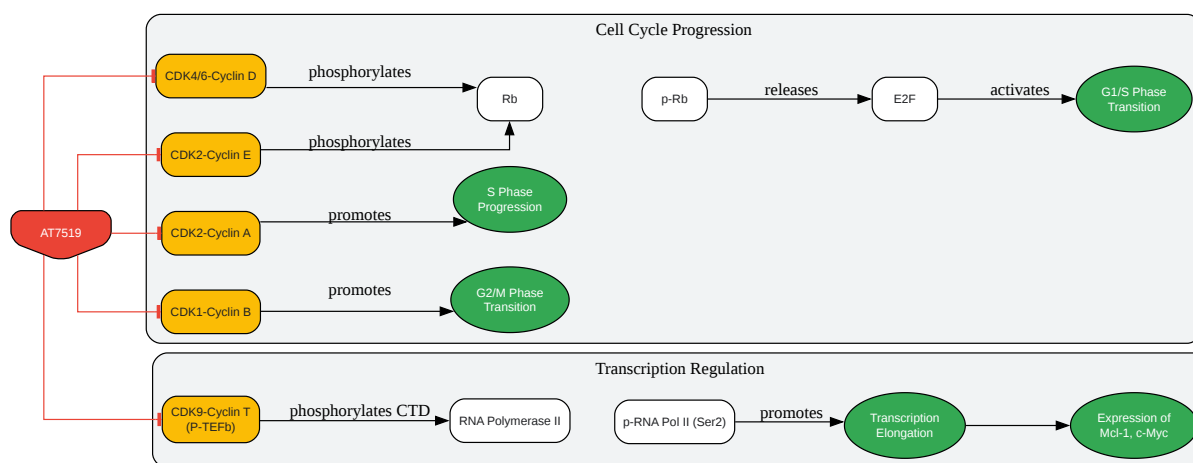 Cell Cycle Progression
CDK4/6-Cyclin D
phosphorylates
Rb
p-Rb
releases
E2F
activates
G1/S Phase
Transition
CDK2-Cyclin E
phosphorylates
S Phase
Progression
AT7519
CDK2-Cyclin A
promotes
CDK1-Cyclin B
promotes
G2/M Phase
Transition
Transcription Regulation
CDK9-Cyclin T
(P-TEFb)
phosphorylates CTD
RNA Polymerase II
p-RNA Pol II (Ser2)
promotes
Transcription
Elongation
Expression of
Mcl-1, c-Myc